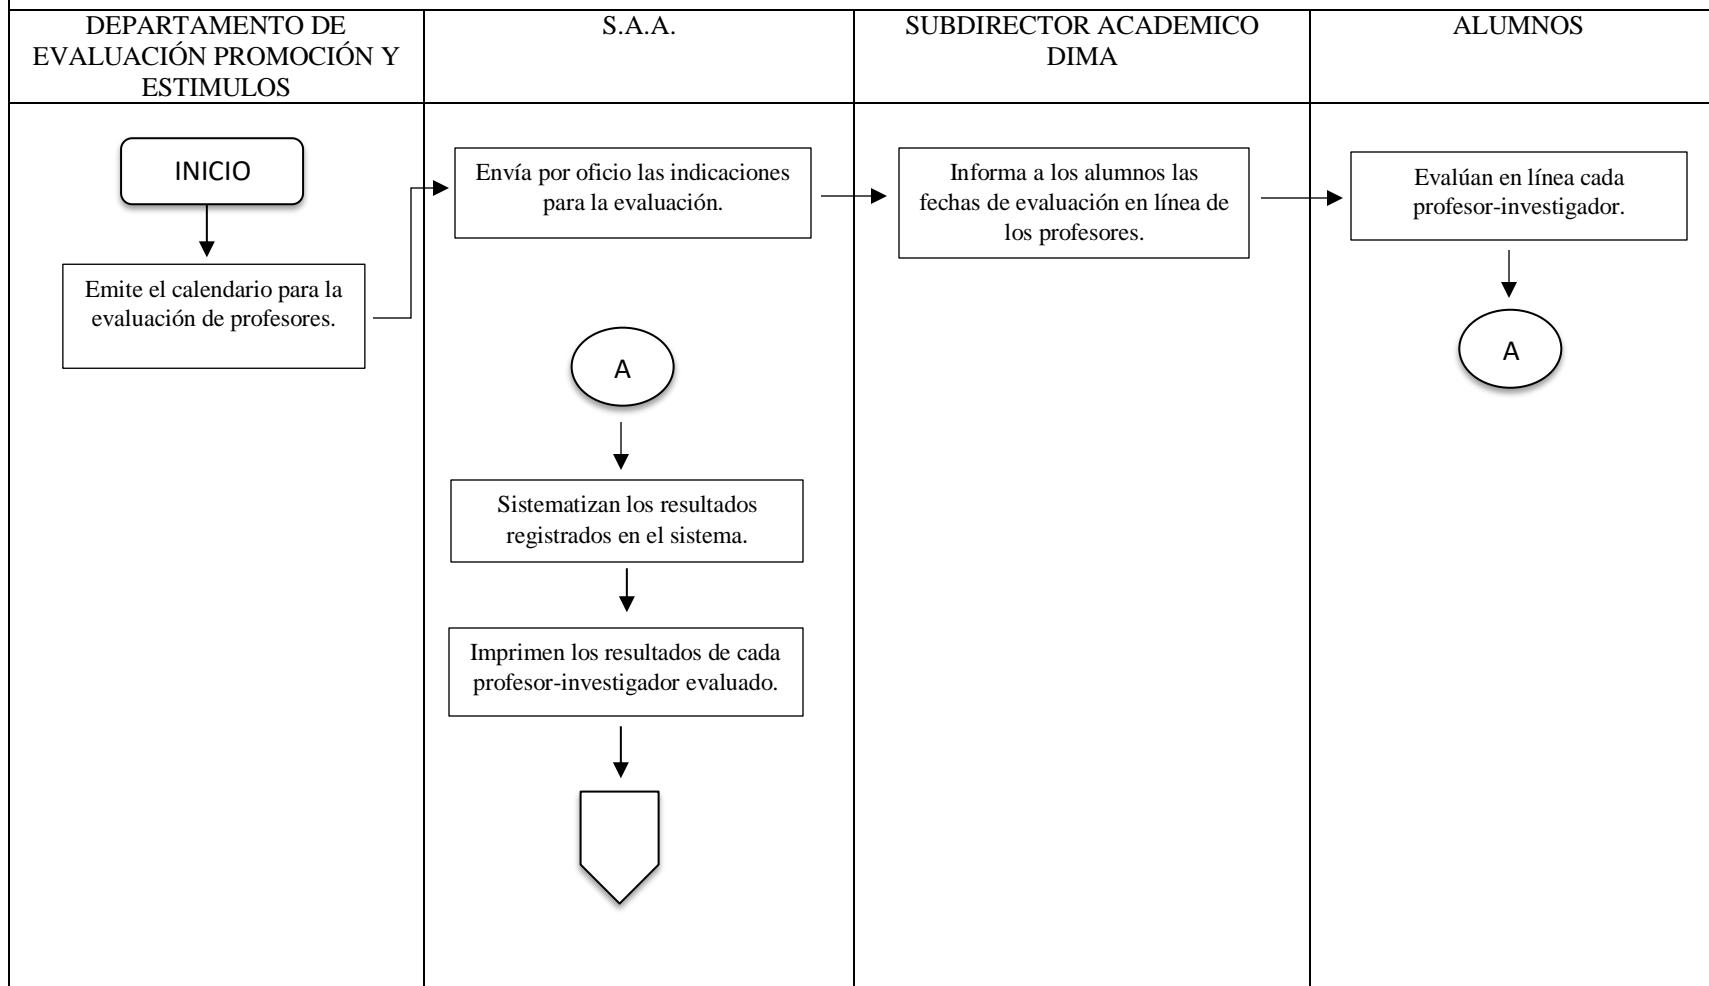 DEPARTAMENTO DE
EVALUACIÓN PROMOCIÓN Y
ESTIMULOS
S.A.A.
SUBDIRECTOR ACADEMICO
DIMA
ALUMNOS
INICIO
Emite el calendario para la
evaluación de profesores.
Envía por oficio las indicaciones
para la evaluación.
Informa a los alumnos las
fechas de evaluación en línea de
los profesores.
Evalúan en línea cada
profesor-investigador.
A
A
Sistematizan los resultados
registrados en el sistema.
Imprimen los resultados de cada
profesor-investigador evaluado.